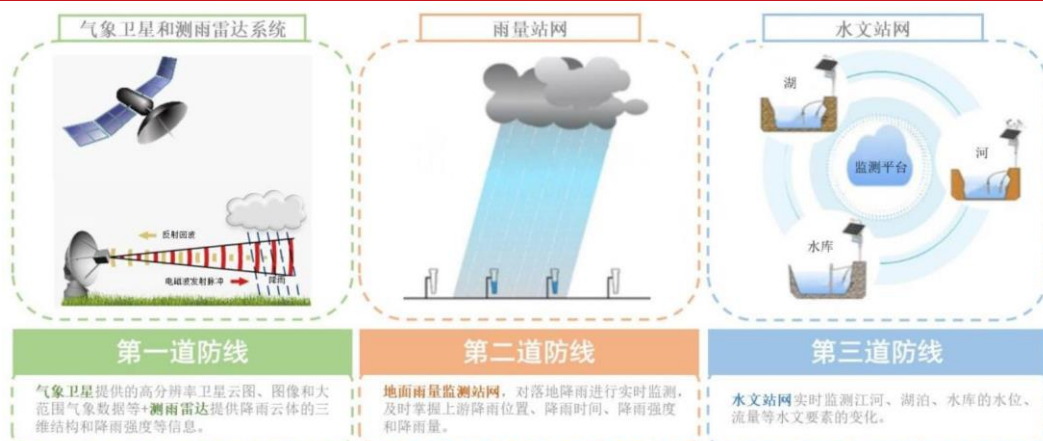 气象卫星和测雨雷达系统
反射回波
电磁波发射脉冲
降雨
第一道防线
气象卫星提供的高分辨率卫星云图、图像和大
范围气象数据等+测雨雷达提供降雨云体的三
维结构和降雨强度等信息。
雨量站网
第二道防线
地面雨量监测站网，对落地降雨进行实时监测，
及时掌握上游降雨位置、降雨时间、降雨强度
和降雨量。
水文站网
湖
河
监测平台
水库
第三道防线
水文站网实时监测江河、湖泊、水库的水位、
流量等水文要素的变化。